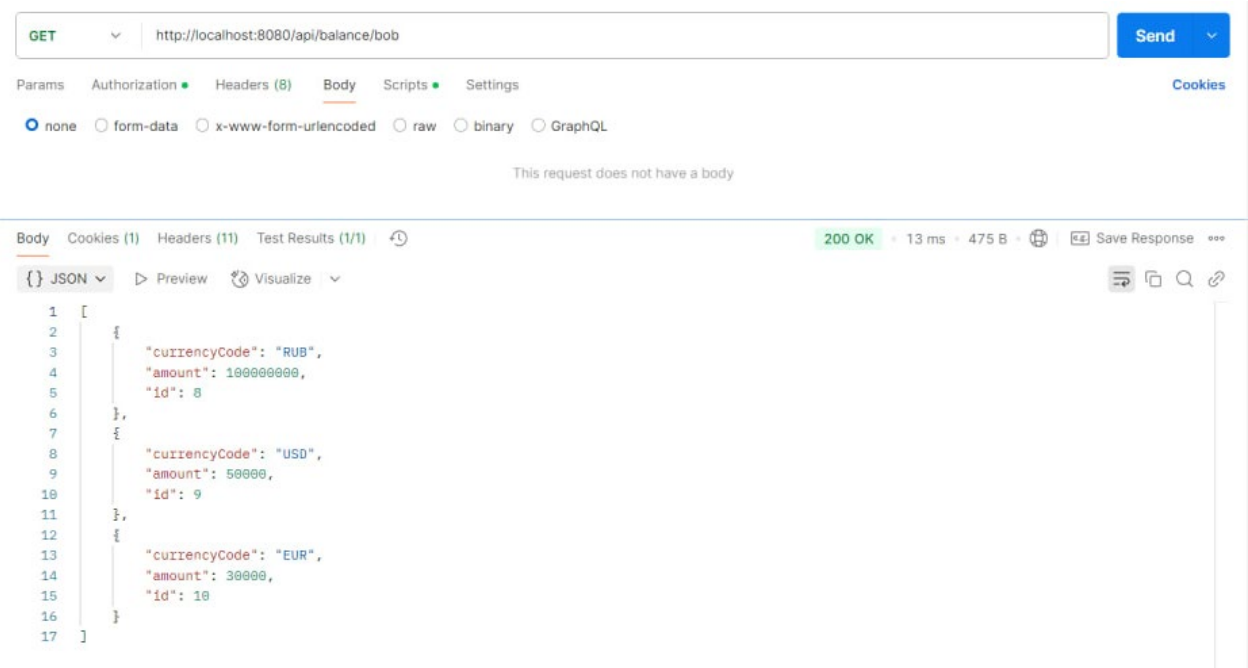 GET http://localhost:8080/api/balance/bob Send
Params Authorization Headers (8) Body Scripts Settings Cookies
none form-data x-www-form-urlencoded raw binary GraphQL
This request does not have a body
Body Cookies (1) Headers (11) Test Results (1/1) 200 OK 13 ms 475 B e.g. Save Response
{} JSON Preview Visualize
1 [
2 {
3 "currencyCode": "RUB",
4 "amount": 100000000,
5 "id": 8
6 },
7 {
8 "currencyCode": "USD",
9 "amount": 50000,
10 "id": 9
11 },
12 {
13 "currencyCode": "EUR",
14 "amount": 30000,
15 "id": 10
16 }
17 ]